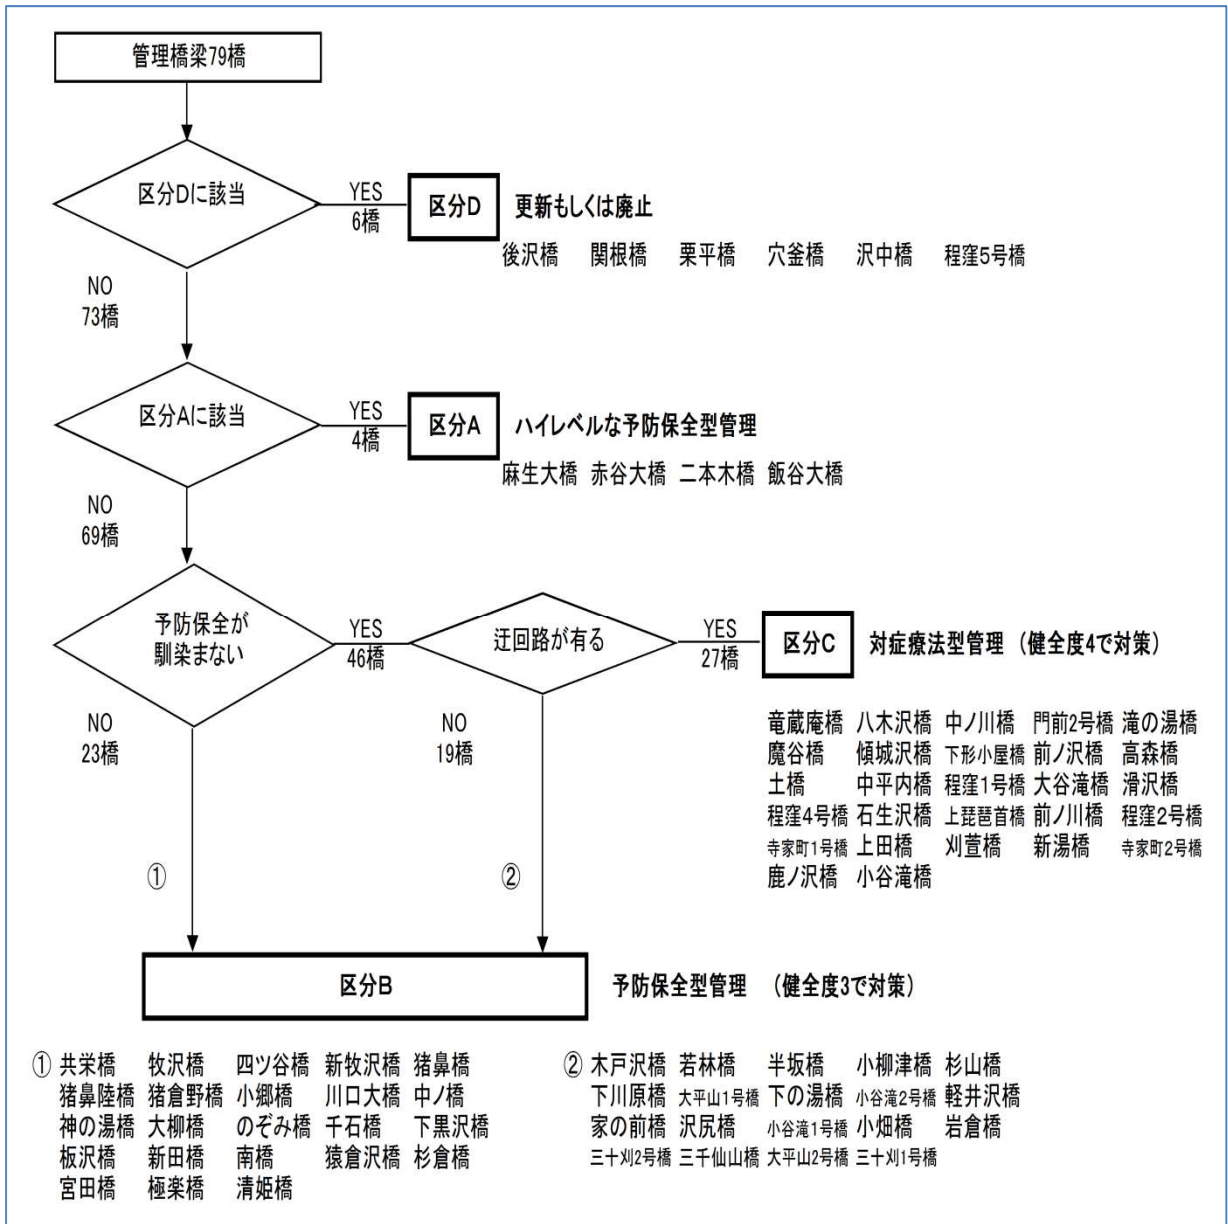 管理橋梁79橋
区分Dに該当
YES
6橋
区分D
更新もしくは廃止
後沢橋 関根橋 栗平橋 穴釜橋 沢中橋 程窪5号橋
NO
73橋
区分Aに該当
YES
4橋
区分A
ハイレベルな予防保全型管理
麻生大橋 赤谷大橋 二本木橋 飯谷大橋
NO
69橋
予防保全が
馴染まない
YES
46橋
迂回路が有る
YES
27橋
区分C
対症療法型管理 (健全度4で対策)
竜蔵庵橋 八木沢橋 中ノ川橋 門前2号橋 滝の湯橋
魔谷橋 傾城沢橋 下形小屋橋 前ノ沢橋 高森橋
土橋 中平内橋 程窪1号橋 大谷滝橋 滑沢橋
程窪4号橋 石生沢橋 上琵琶首橋 前ノ川橋 程窪2号橋
寺家町1号橋 上田橋 刈萱橋 新湯橋 寺家町2号橋
鹿ノ沢橋 小谷滝橋
NO
23橋
NO
19橋
①
②
区分B
予防保全型管理 (健全度3で対策)
① 共栄橋 牧沢橋 四ツ谷橋 新牧沢橋 猪鼻橋
猪鼻陸橋 猪倉野橋 小郷橋 川口大橋 中ノ橋
神の湯橋 大柳橋 のぞみ橋 千石橋 下黒沢橋
板沢橋 新田橋 南橋 猿倉沢橋 杉倉橋
宮田橋 極楽橋 清姫橋
② 木戸沢橋 若林橋 半坂橋 小柳津橋 杉山橋
下川原橋 大平山1号橋 下の湯橋 小谷滝2号橋 軽井沢橋
家の前橋 沢尻橋 小谷滝1号橋 小畑橋 岩倉橋
三十刈2号橋 三千仙山橋 大平山2号橋 三十刈1号橋